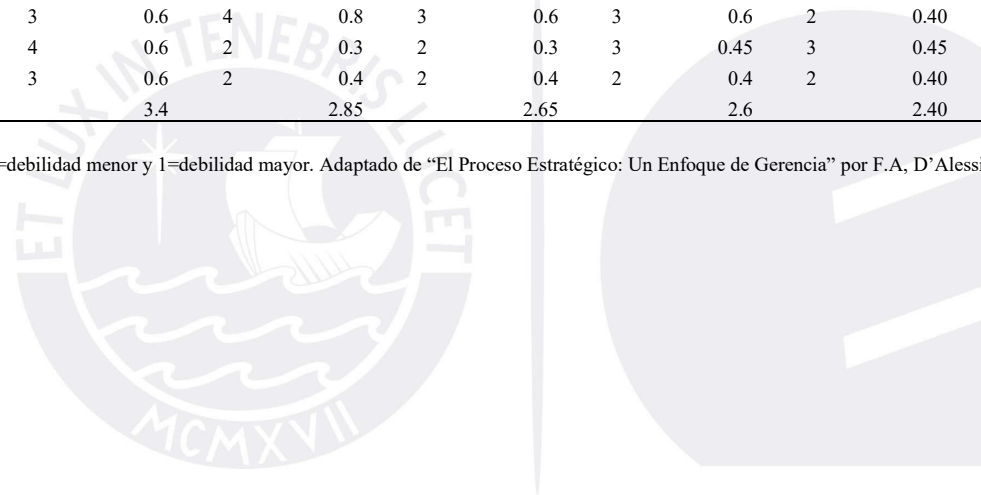 3 0.6 4 0.8 3 0.6 3 0.6 2 0.40
4 0.6 2 0.3 2 0.3 3 0.45 3 0.45
3 0.6 2 0.4 2 0.4 2 0.4 2 0.40
3.4 2.85 2.65 2.6 2.40
=debilidad menor y 1=debilidad mayor. Adaptado de “El Proceso Estratégico: Un Enfoque de Gerencia” por F.A, D’Alessi
ET LUX IN TENEBRIS LUCET
MCMXVII